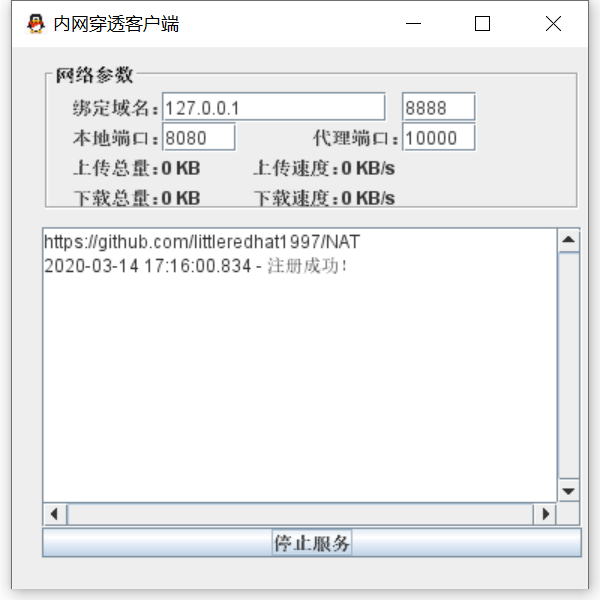 内网穿透客户端
网络参数
绑定域名: 127.0.0.1 8888
本地端口: 8080 代理端口: 10000
上传总量: 0 KB 上传速度: 0 KB/s
下载总量: 0 KB 下载速度: 0 KB/s
https://github.com/littleredhat1997/NAT
2020-03-14 17:16:00.834 - 注册成功!
停止服务